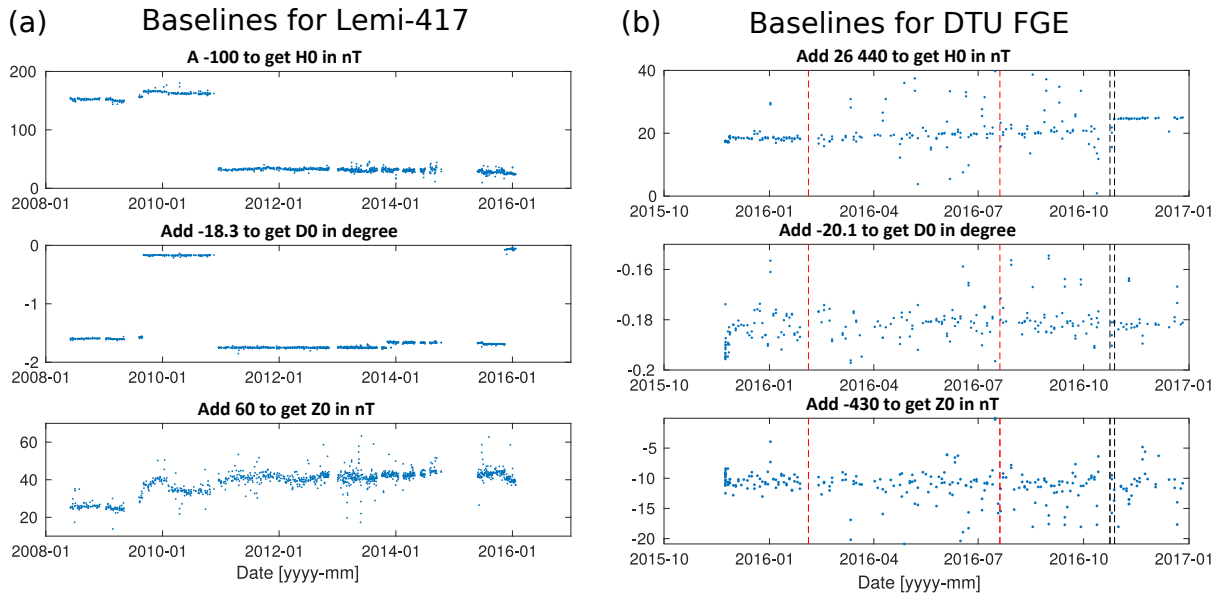 (a) Baselines for Lemi-417
A -100 to get H0 in nT
200
100
0
2008-01 2010-01 2012-01 2014-01 2016-01
Add -18.3 to get D0 in degree
0
-1
-2
2008-01 2010-01 2012-01 2014-01 2016-01
Add 60 to get Z0 in nT
60
40
20
2008-01 2010-01 2012-01 2014-01 2016-01
Date [yyyy-mm]
(b) Baselines for DTU FGE
Add 26 440 to get H0 in nT
40
20
0
2015-10 2016-01 2016-04 2016-07 2016-10 2017-01
Add -20.1 to get D0 in degree
-0.16
-0.18
-0.2
2015-10 2016-01 2016-04 2016-07 2016-10 2017-01
Add -430 to get Z0 in nT
-5
-10
-15
-20
2015-10 2016-01 2016-04 2016-07 2016-10 2017-01
Date [yyyy-mm]